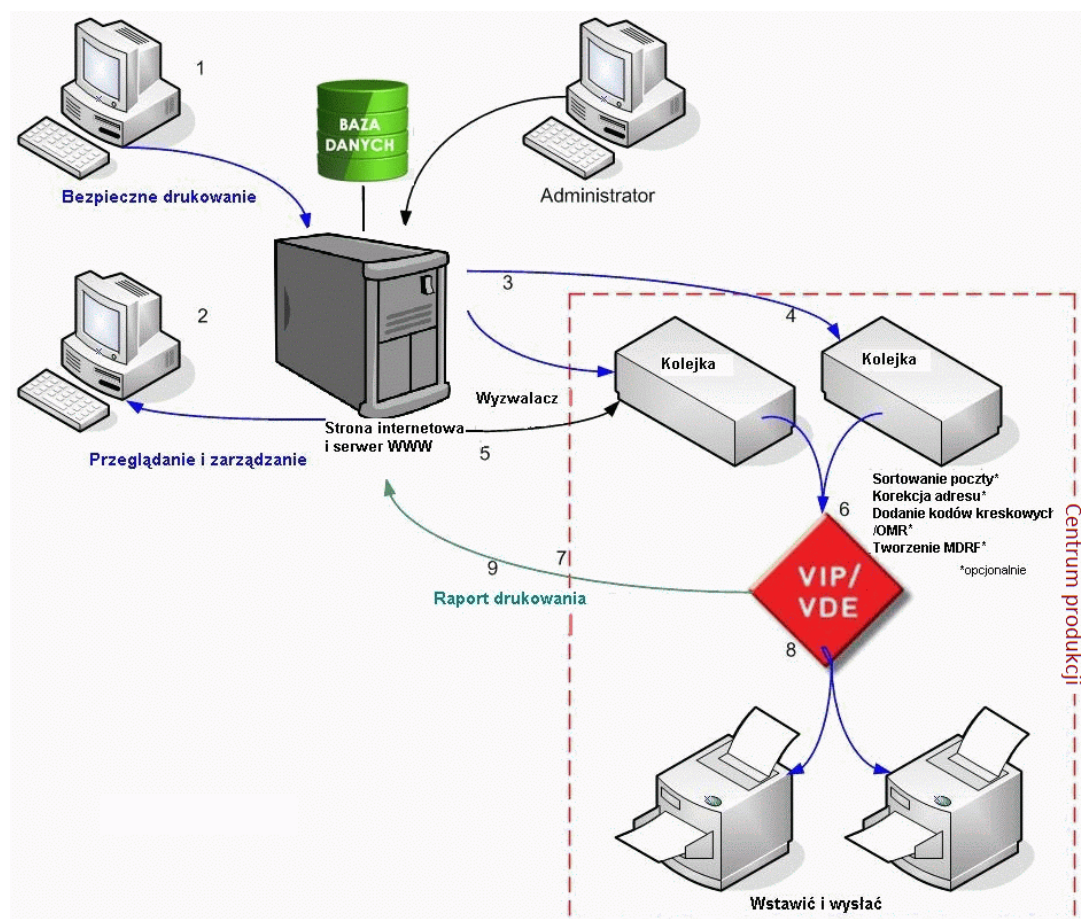 1
BAZA
DANYCH
Bezpieczne drukowanie
Administrator
2
3
4
Kolejka
Kolejka
Wyzwalacz
Strona internetowa
i serwer WWW
5
Przeglądanie i zarządzanie
Sortowanie poczty*
Korekcja adresu*
Dodanie kodów kreskowych
/OMR*
Tworzenie MDRF*
*opcjonalnie
6
VIP/
VDE
7
9
Raport drukowania
8
Centrum produkcji
Wstawić i wysłać